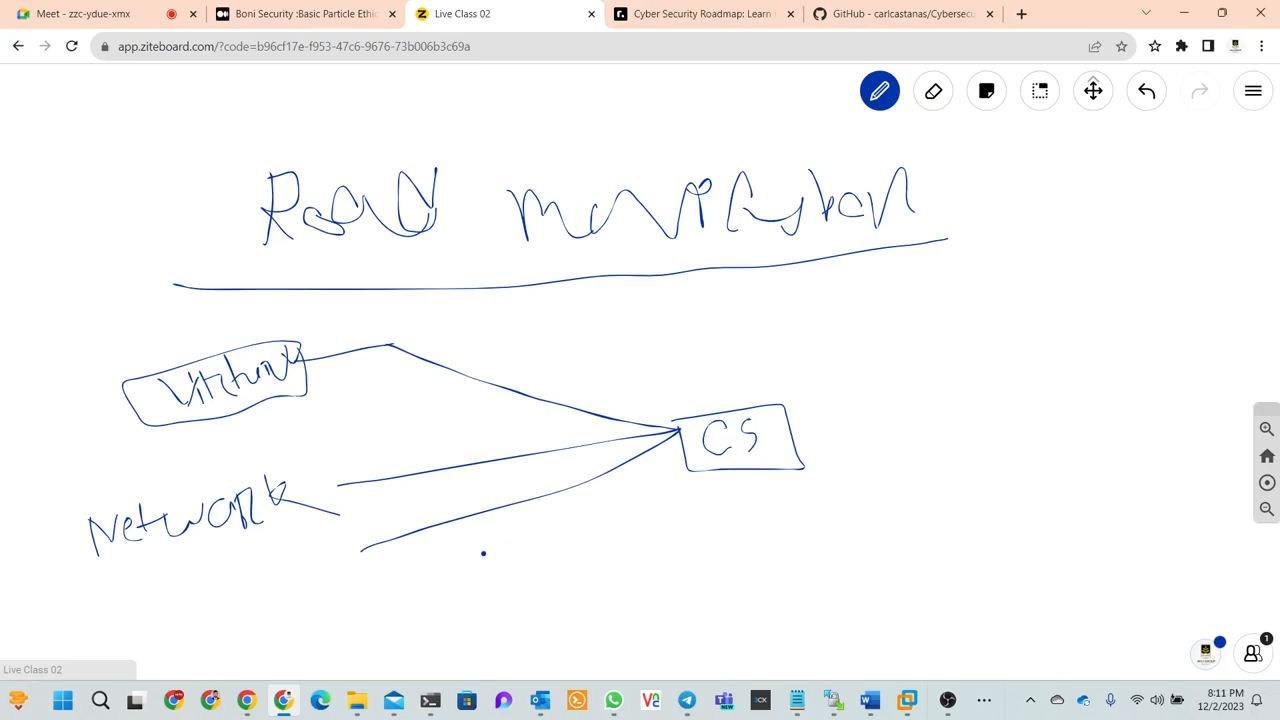 Meet - zzc-ydue-xmx
Boni Security :Basic Particle Ethic
Live Class 02
Cyber Security Roadmap: Learn
GitHub - carlcastanas/Cybersecu
app.ziteboard.com/?code=b96cf17e-f953-47c6-9676-73b006b3c69a
Road
CS
Network
Live Class 02
1
8:11 PM
12/2/2023